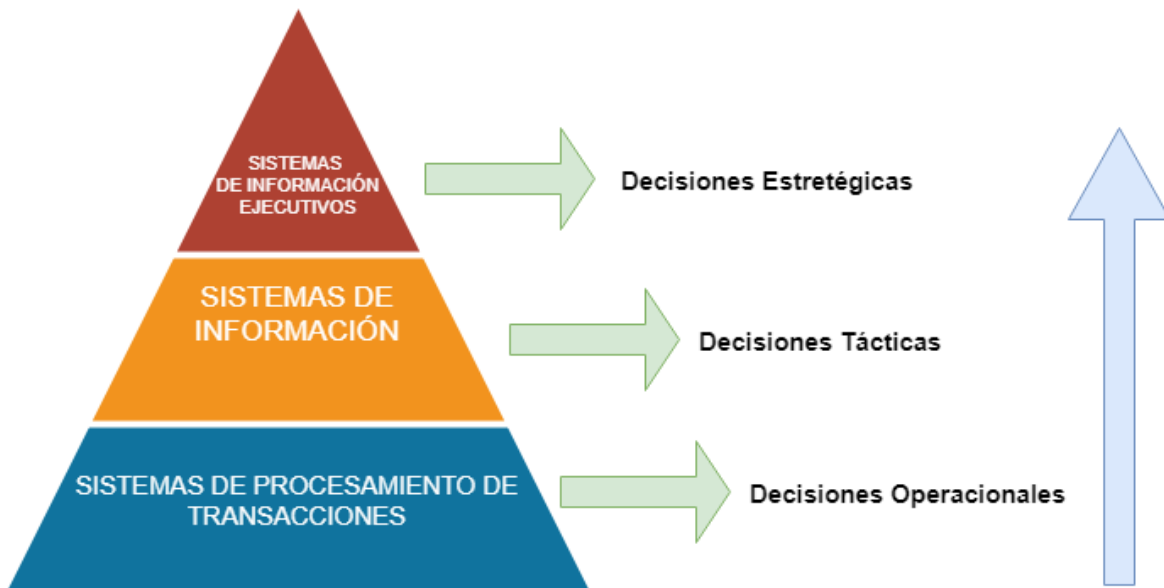 SISTEMAS
DE INFORMACIÓN
EJECUTIVOS
Decisiones Estretégicas
SISTEMAS DE
INFORMACIÓN
Decisiones Tácticas
SISTEMAS DE PROCESAMIENTO DE
TRANSACCIONES
Decisiones Operacionales